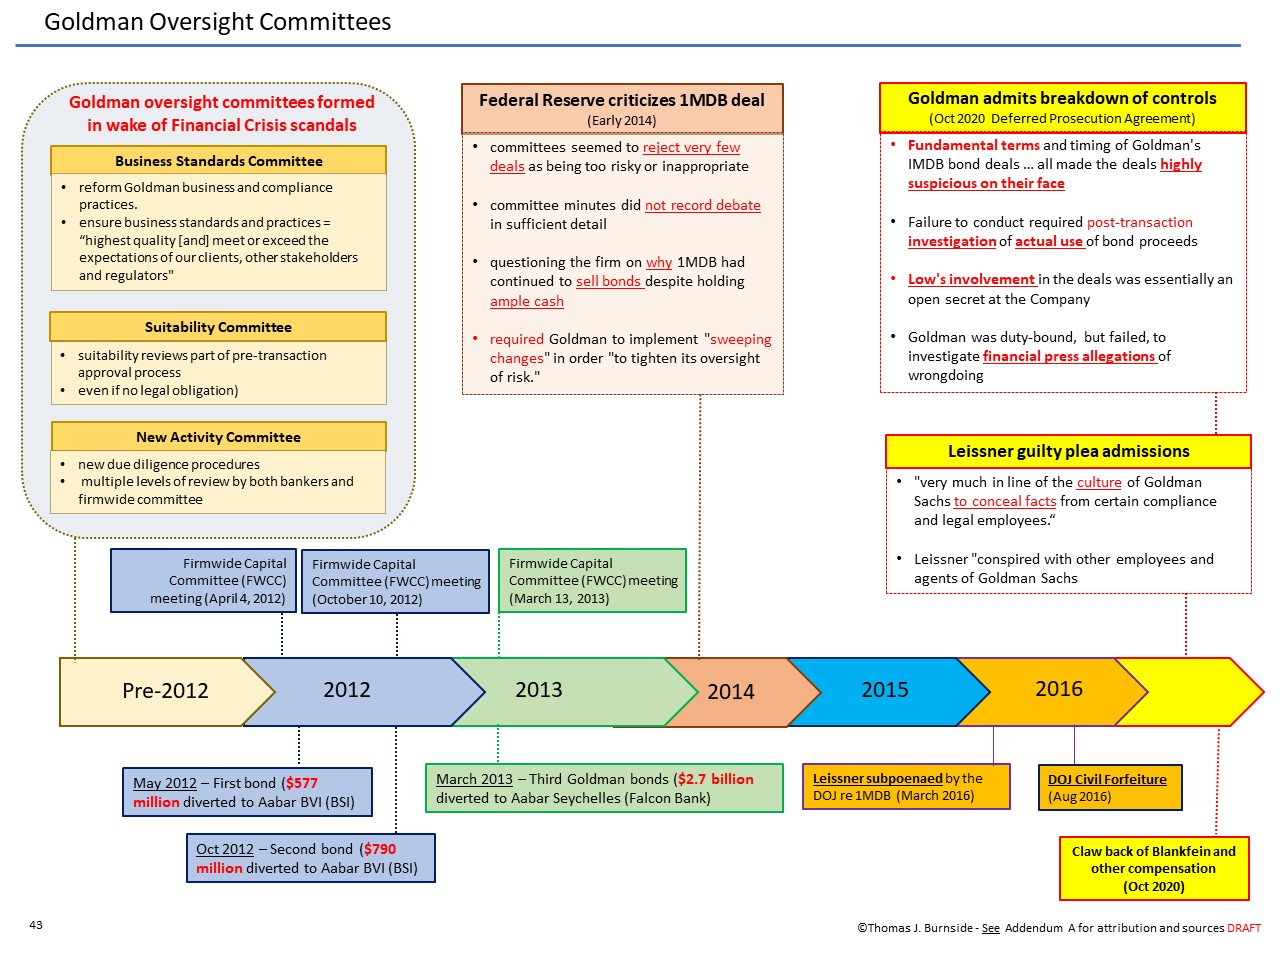 Goldman Oversight Committees
Goldman oversight committees formed
in wake of Financial Crisis scandals
Business Standards Committee
• reform Goldman business and compliance
practices.
• ensure business standards and practices =
“highest quality [and] meet or exceed the
expectations of our clients, other stakeholders
and regulators"
Suitability Committee
• suitability reviews part of pre-transaction
approval process
• even if no legal obligation)
New Activity Committee
• new due diligence procedures
• multiple levels of review by both bankers and
firmwide committee
Federal Reserve criticizes 1MDB deal
(Early 2014)
• committees seemed to reject very few
deals as being too risky or inappropriate
• committee minutes did not record debate
in sufficient detail
• questioning the firm on why 1MDB had
continued to sell bonds despite holding
ample cash
• required Goldman to implement "sweeping
changes" in order "to tighten its oversight
of risk."
Goldman admits breakdown of controls
(Oct 2020 Deferred Prosecution Agreement)
• Fundamental terms and timing of Goldman's
IMDB bond deals ... all made the deals highly
suspicious on their face
• Failure to conduct required post-transaction
investigation of actual use of bond proceeds
• Low's involvement in the deals was essentially an
open secret at the Company
• Goldman was duty-bound, but failed, to
investigate financial press allegations of
wrongdoing
Leissner guilty plea admissions
• "very much in line of the culture of Goldman
Sachs to conceal facts from certain compliance
and legal employees.“
• Leissner "conspired with other employees and
agents of Goldman Sachs
Firmwide Capital
Committee (FWCC)
meeting (April 4, 2012)
Firmwide Capital
Committee (FWCC) meeting
(October 10, 2012)
Firmwide Capital
Committee (FWCC) meeting
(March 13, 2013)
Pre-2012
2012
2013
2014
2015
2016
May 2012 – First bond ($577
million diverted to Aabar BVI (BSI)
Oct 2012 – Second bond ($790
million diverted to Aabar BVI (BSI)
March 2013 – Third Goldman bonds ($2.7 billion
diverted to Aabar Seychelles (Falcon Bank)
Leissner subpoenaed by the
DOJ re 1MDB (March 2016)
DOJ Civil Forfeiture
(Aug 2016)
Claw back of Blankfein and
other compensation
(Oct 2020)
43
©Thomas J. Burnside - See Addendum A for attribution and sources DRAFT